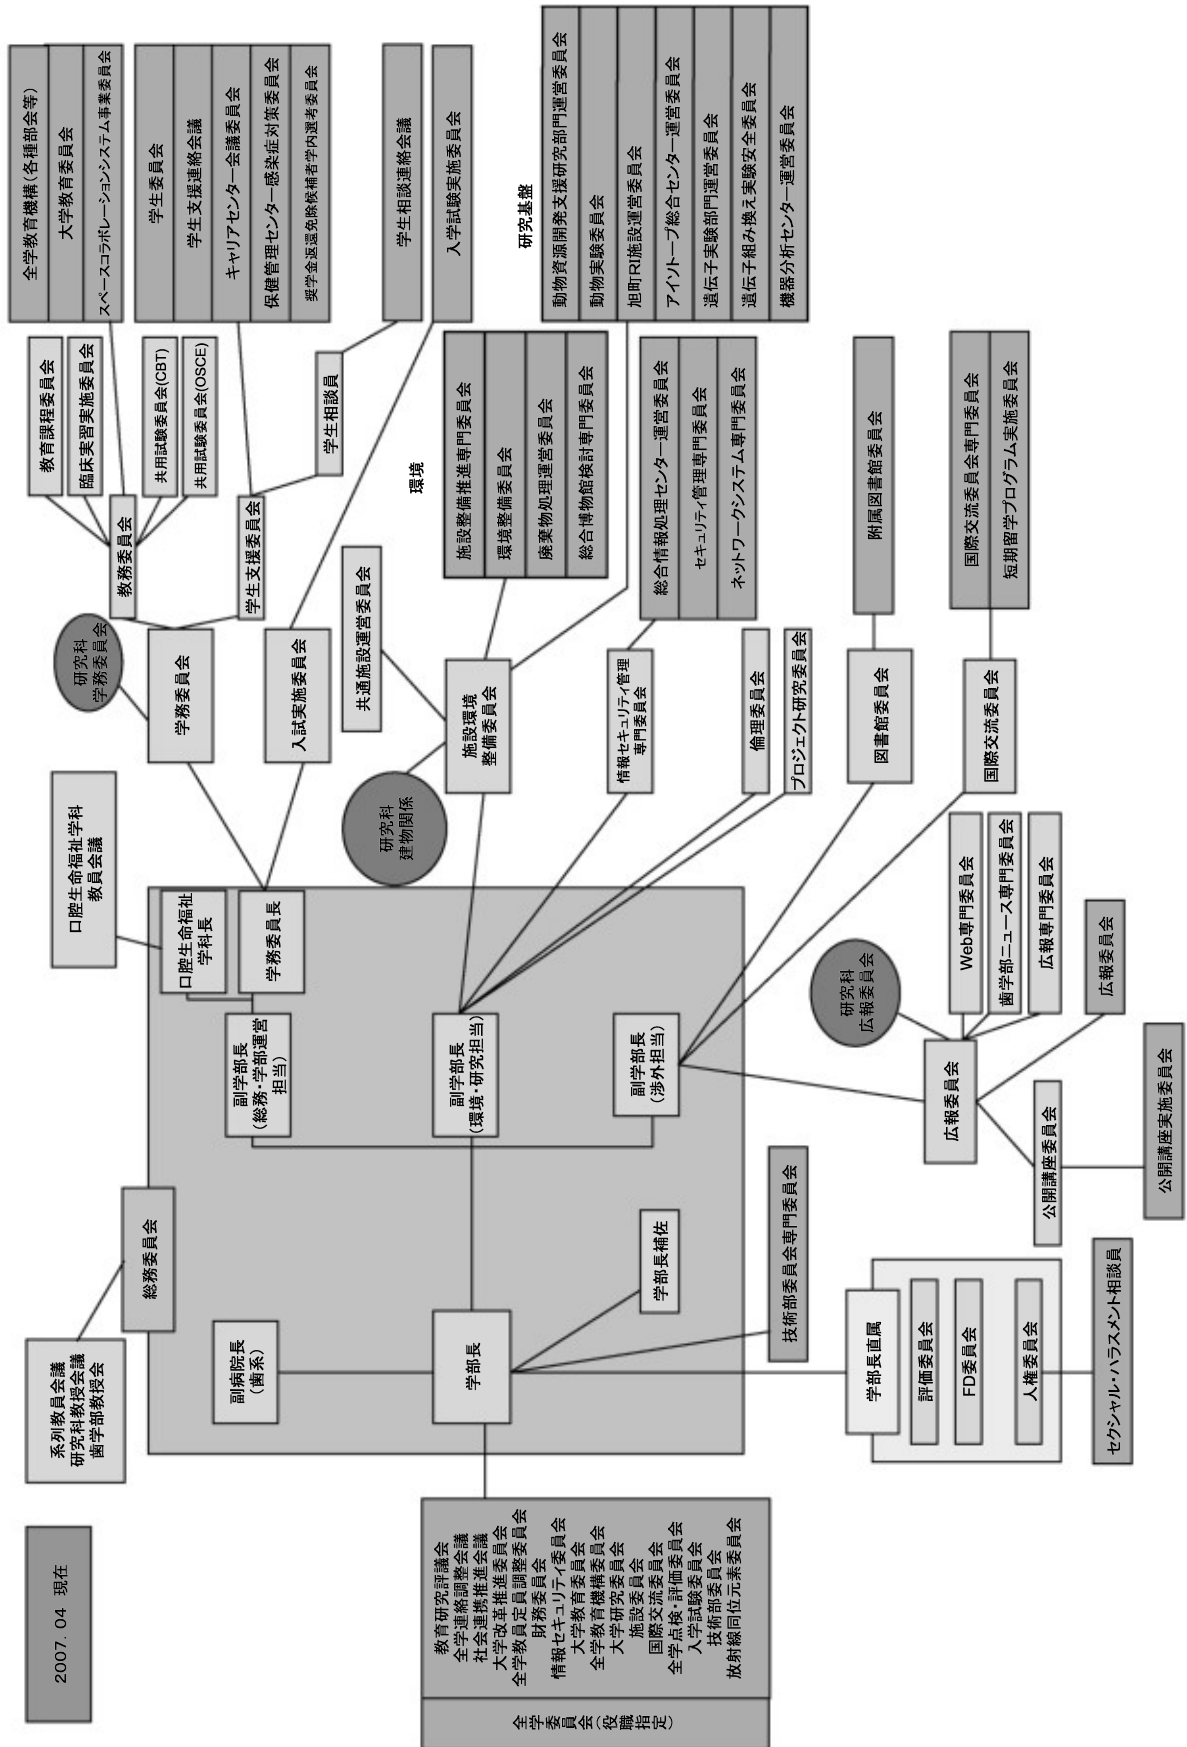 2007. 04 現在
系列教員会議
研究科教授会議
歯学部教授会
総務委員会
口腔生命福祉学科
教員会議
研究科
学務委員会
学務委員会
教務委員会
教育課程委員会
臨床実習実施委員会
共用試験委員会(CBT)
共用試験委員会(OSCE)
全学教育機構(各種部会等)
大学教育委員会
スペースコラボレーションシステム事業委員会
学生支援委員会
学生委員会
学生支援連絡会議
キャリアセンター会議委員会
保健管理センター感染症対策委員会
奨学金返還免除候補者学内選考委員会
学生相談員
学生相談連絡会議
入試実施委員会
入学試験実施委員会
副病院長
(歯系)
副学部長
(総務・学部運営
担当)
口腔生命福祉
学科長
学務委員長
全学委員会(役職指定)
教育研究評議会
全学連絡調整会議
社会連携推進会議
大学改革推進委員会
全学教員定員調整委員会
財務委員会
情報セキュリティ委員会
大学教育委員会
全学教育機構委員会
大学研究委員会
施設委員会
国際交流委員会
全学点検・評価委員会
入学試験委員会
技術部委員会
放射線同位元素委員会
学部長
副学部長
(環境・研究担当)
研究科
建物関係
共通施設運営委員会
施設環境
整備委員会
環境
施設整備推進専門委員会
環境整備委員会
廃棄物処理運営委員会
総合博物館検討専門委員会
研究基盤
動物資源開発支援研究部門運営委員会
動物実験委員会
旭町RI施設運営委員会
アイソトープ総合センター運営委員会
遺伝子実験部門運営委員会
遺伝子組み換え実験安全委員会
機器分析センター運営委員会
情報セキュリティ管理
専門委員会
総合情報処理センター運営委員会
セキュリティ管理専門委員会
ネットワークシステム専門委員会
倫理委員会
プロジェクト研究委員会
学部長補佐
副学部長
(渉外担当)
技術部委員会専門委員会
図書館委員会
附属図書館委員会
国際交流委員会
国際交流委員会専門委員会
短期留学プログラム実施委員会
学部長直属
評価委員会
FD委員会
人権委員会
セクシャル・ハラスメント相談員
研究科
広報委員会
広報委員会
Web専門委員会
歯学部ニュース専門委員会
広報専門委員会
広報委員会
公開講座委員会
公開講座実施委員会